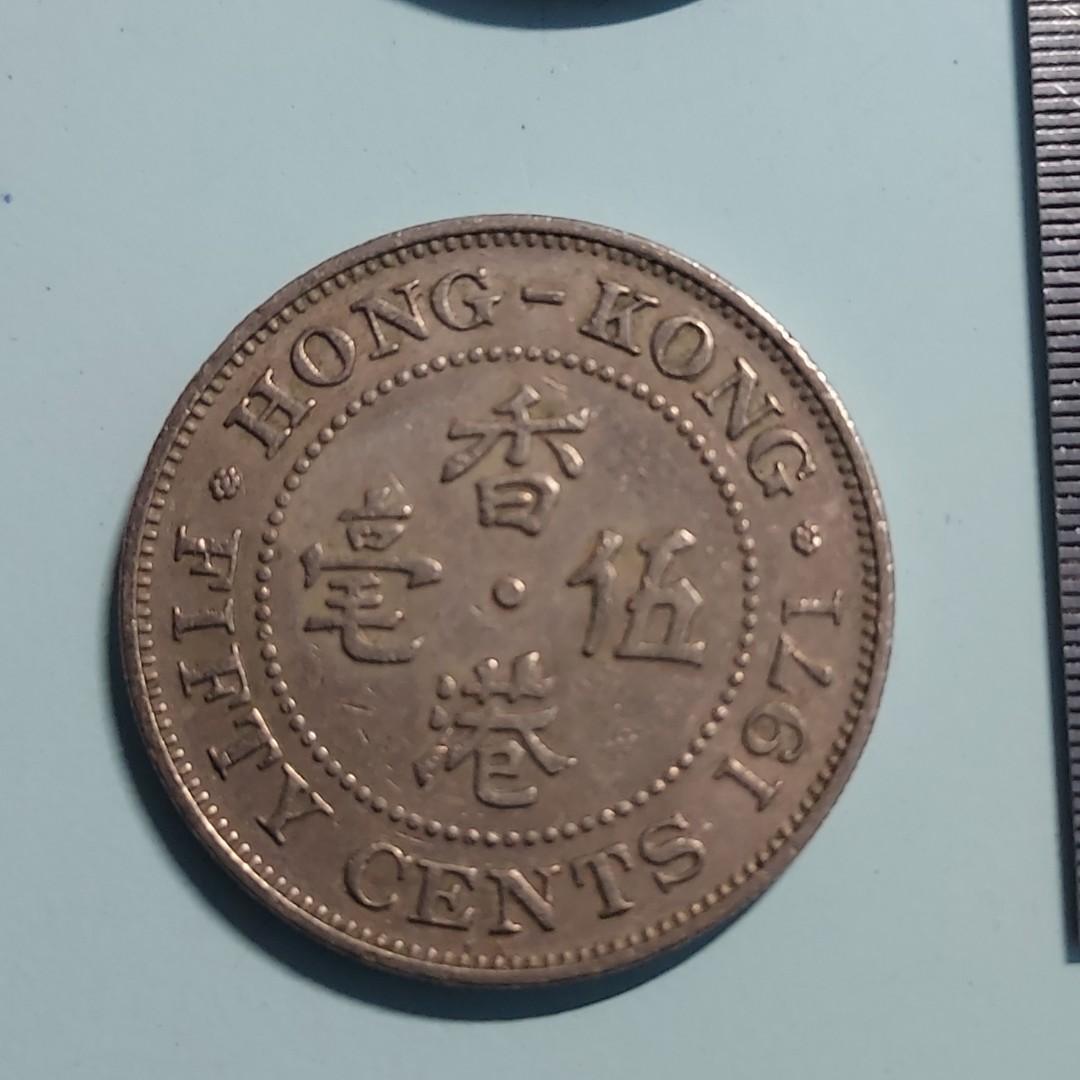 HONG-KONG
香港
伍毫
FIFTY CENTS 1971